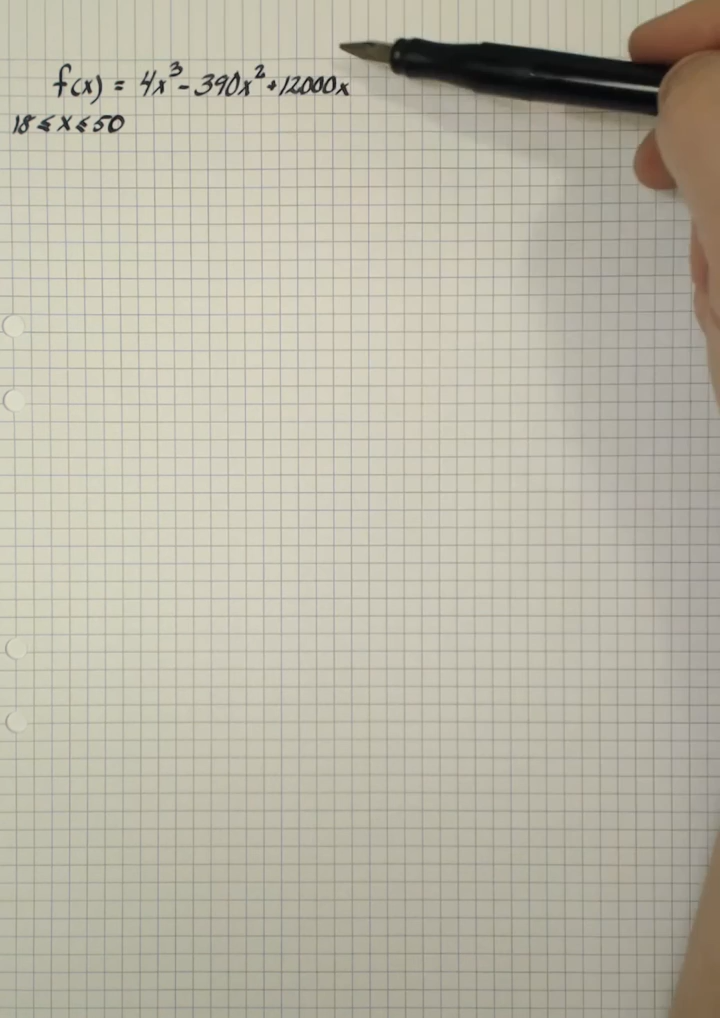 f(x) = 4x³ - 390x² + 12000x
18 ≤ x ≤ 50